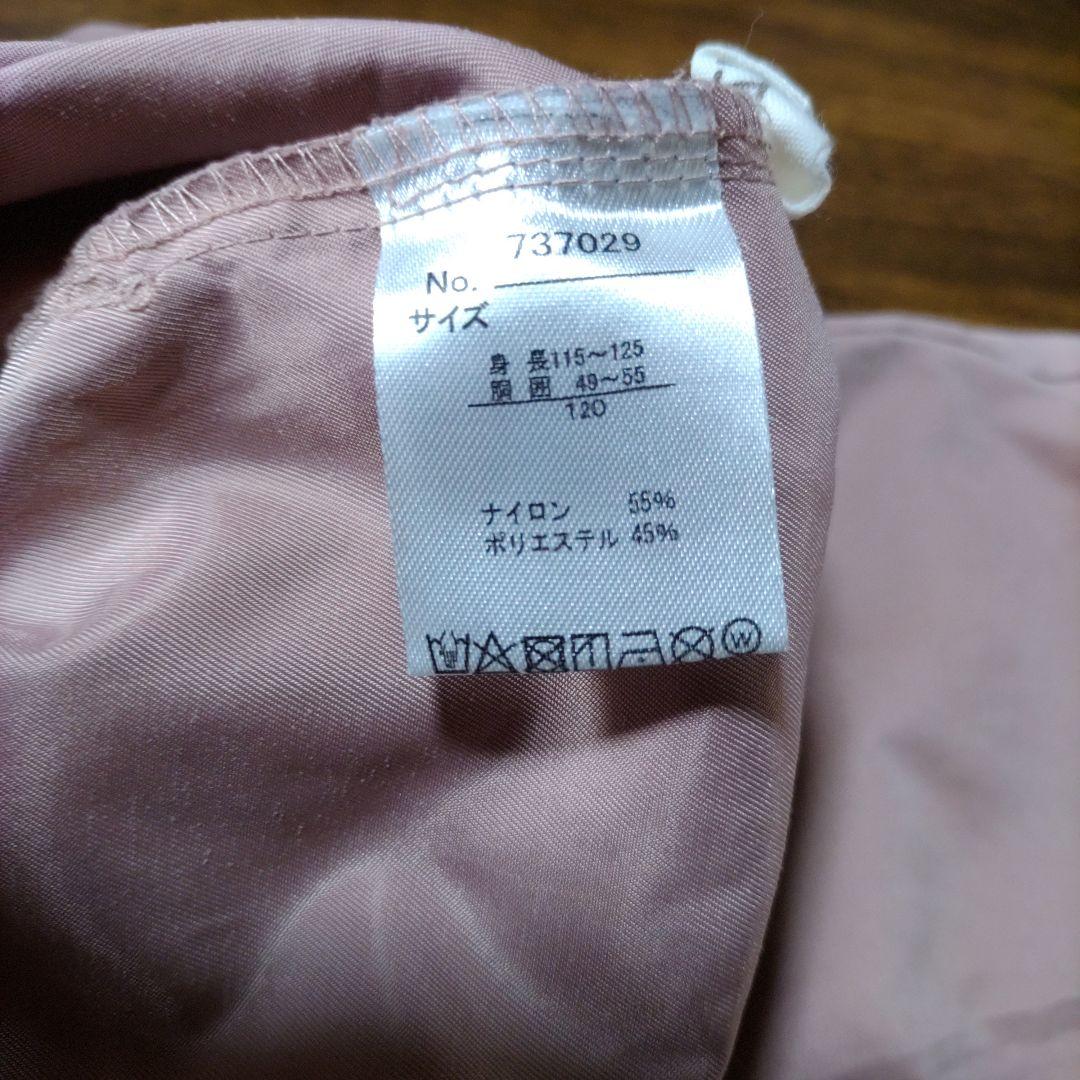 737029
No.
サイズ
身長115～125
胴囲 49～55
120
ナイロン 55%
ポリエステル 45%
W